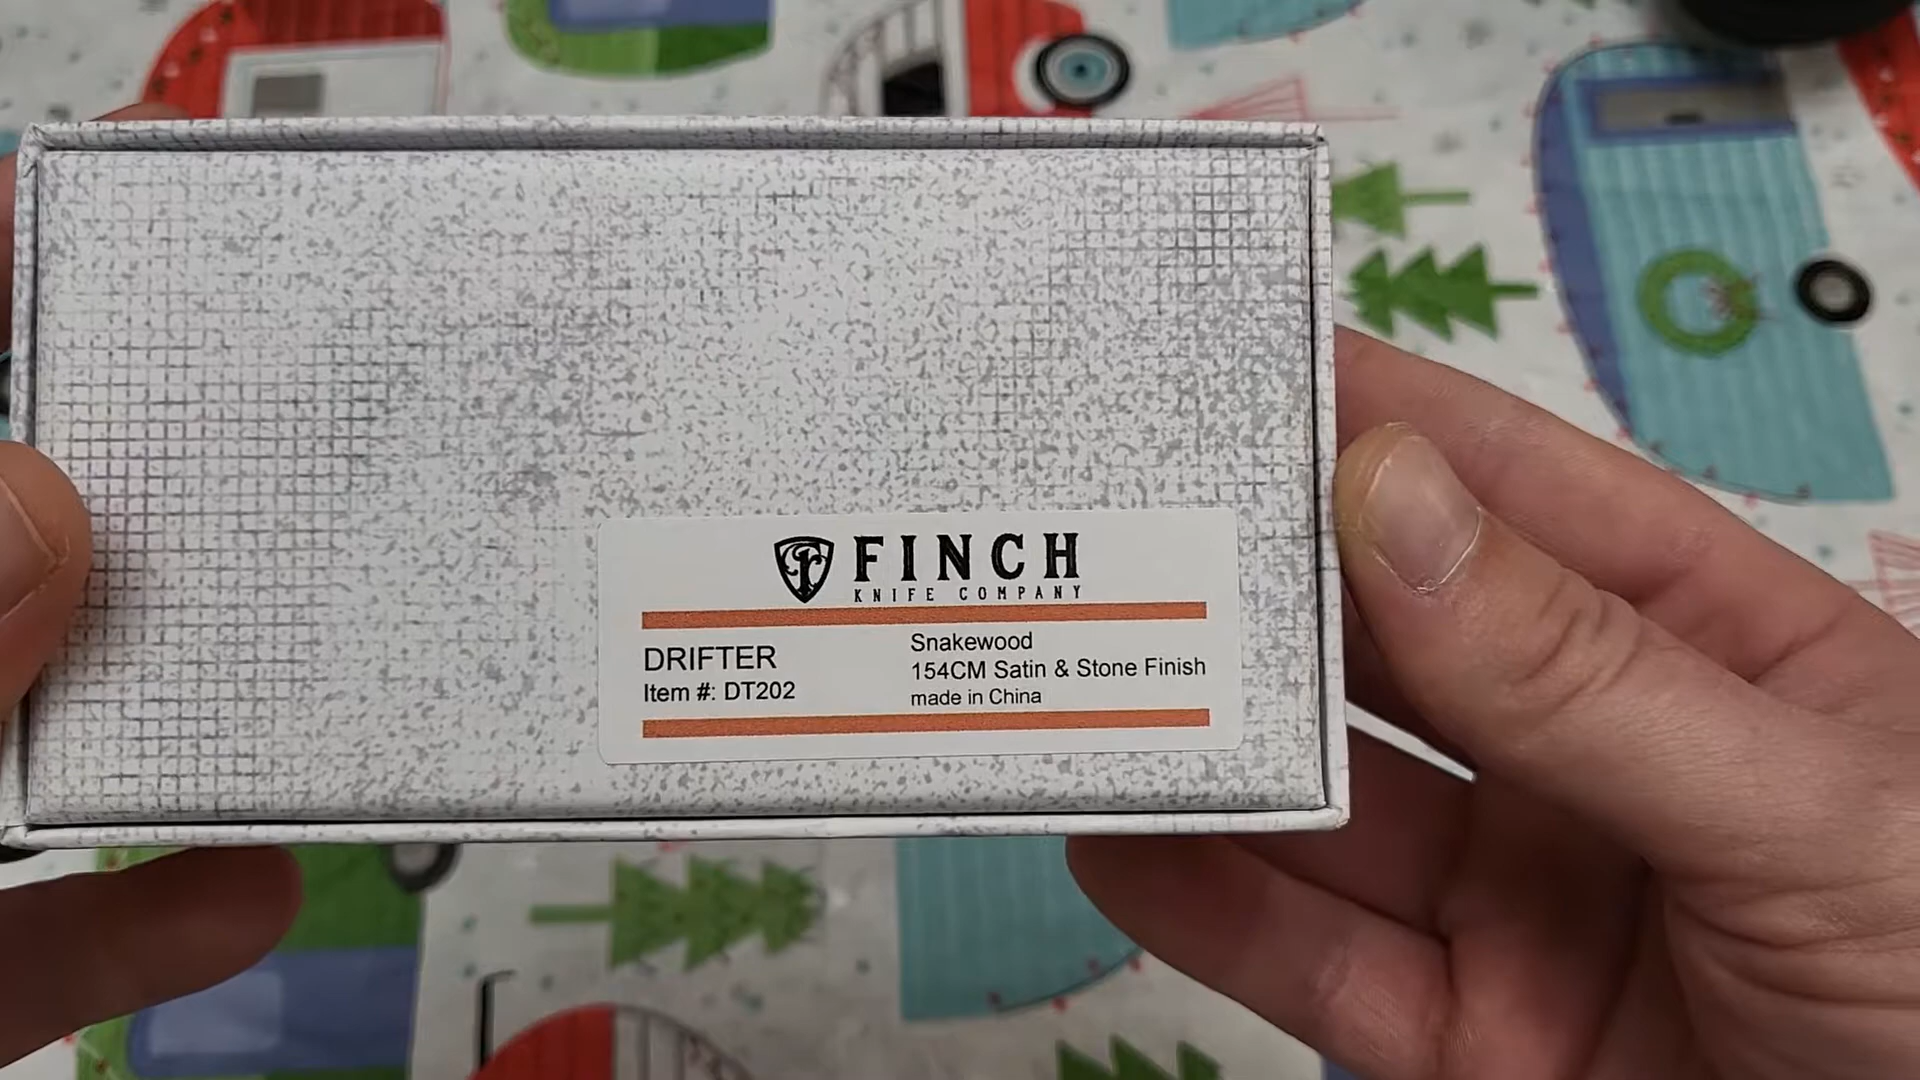 FINCH
KNIFE COMPANY
DRIFTER
Item #: DT202
Snakewood
154CM Satin & Stone Finish
made in China